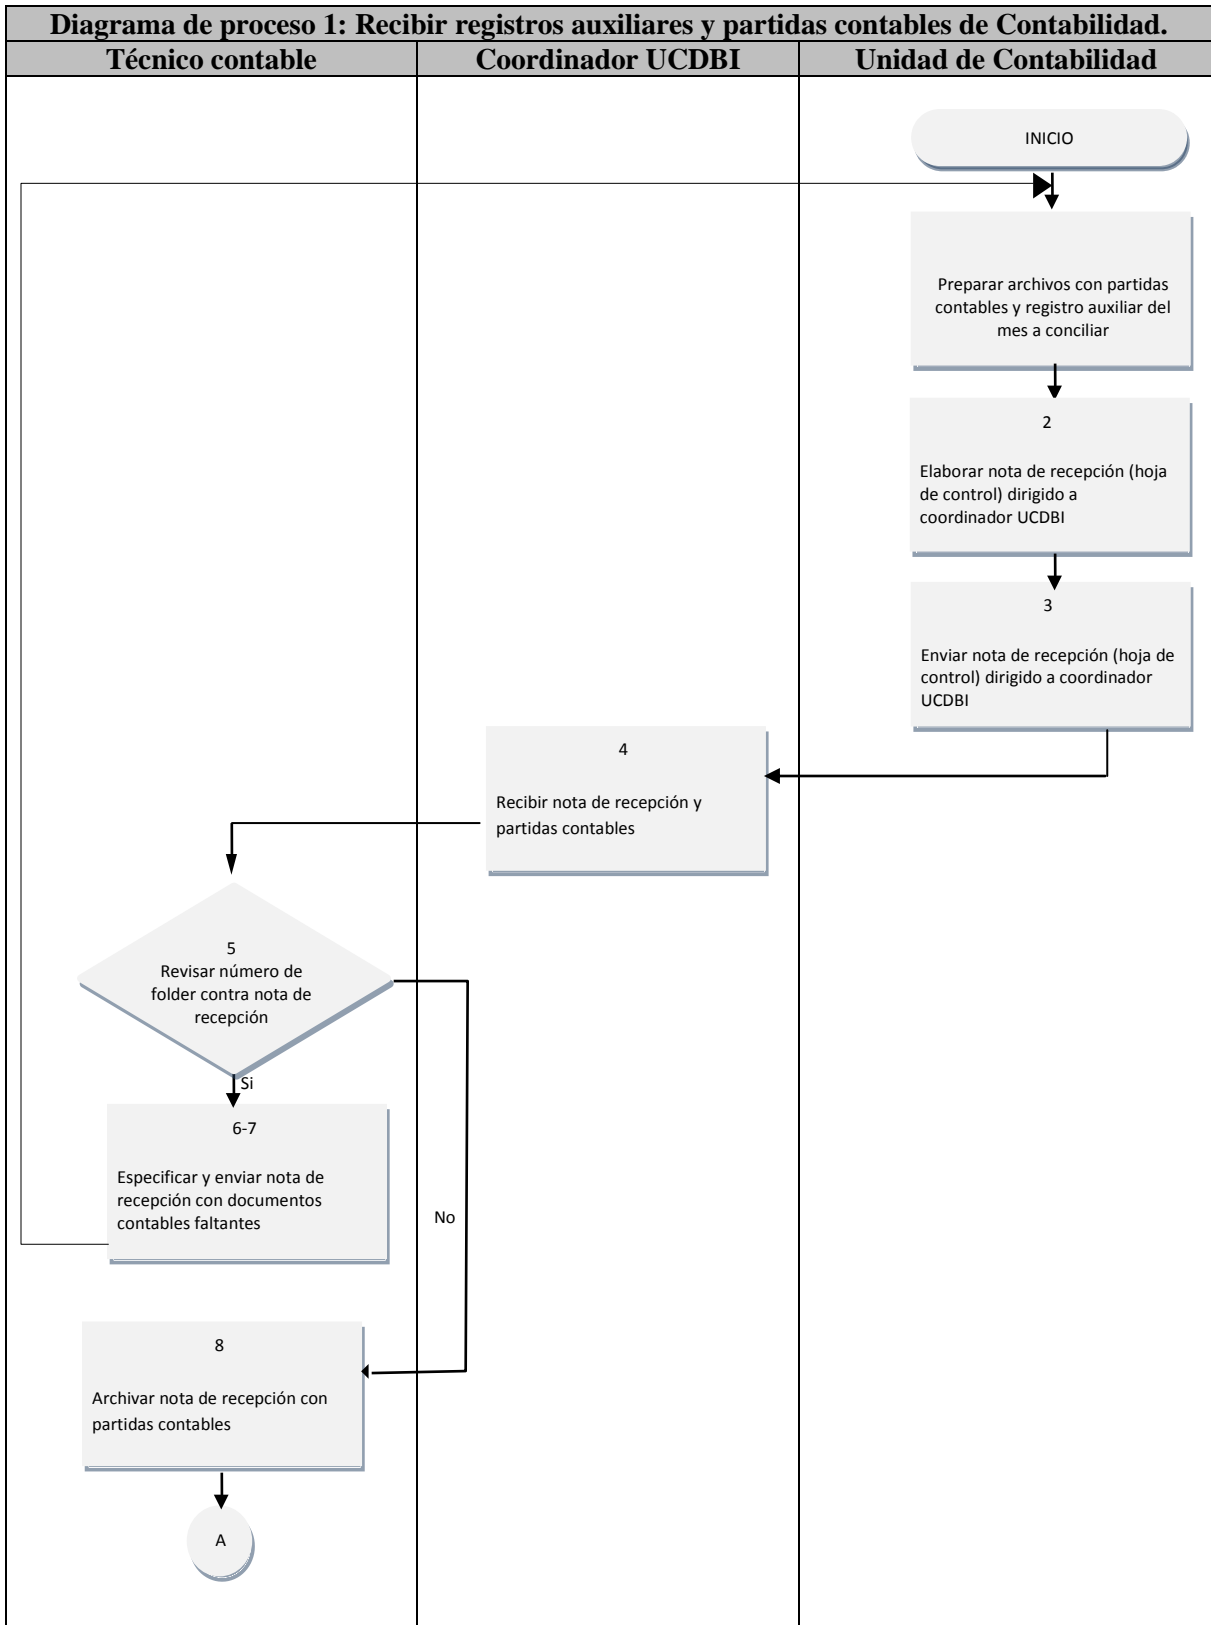 Diagrama de proceso 1: Recibir registros auxiliares y partidas contables de Contabilidad.
Técnico contable
Coordinador UCDBI
Unidad de Contabilidad
INICIO
Preparar archivos con partidas
contables y registro auxiliar del
mes a conciliar
2
Elaborar nota de recepción (hoja
de control) dirigido a
coordinador UCDBI
3
Enviar nota de recepción (hoja de
control) dirigido a coordinador
UCDBI
4
Recibir nota de recepción y
partidas contables
5
Revisar número de
folder contra nota de
recepción
Si
6-7
Especificar y enviar nota de
recepción con documentos
contables faltantes
No
8
Archivar nota de recepción con
partidas contables
A